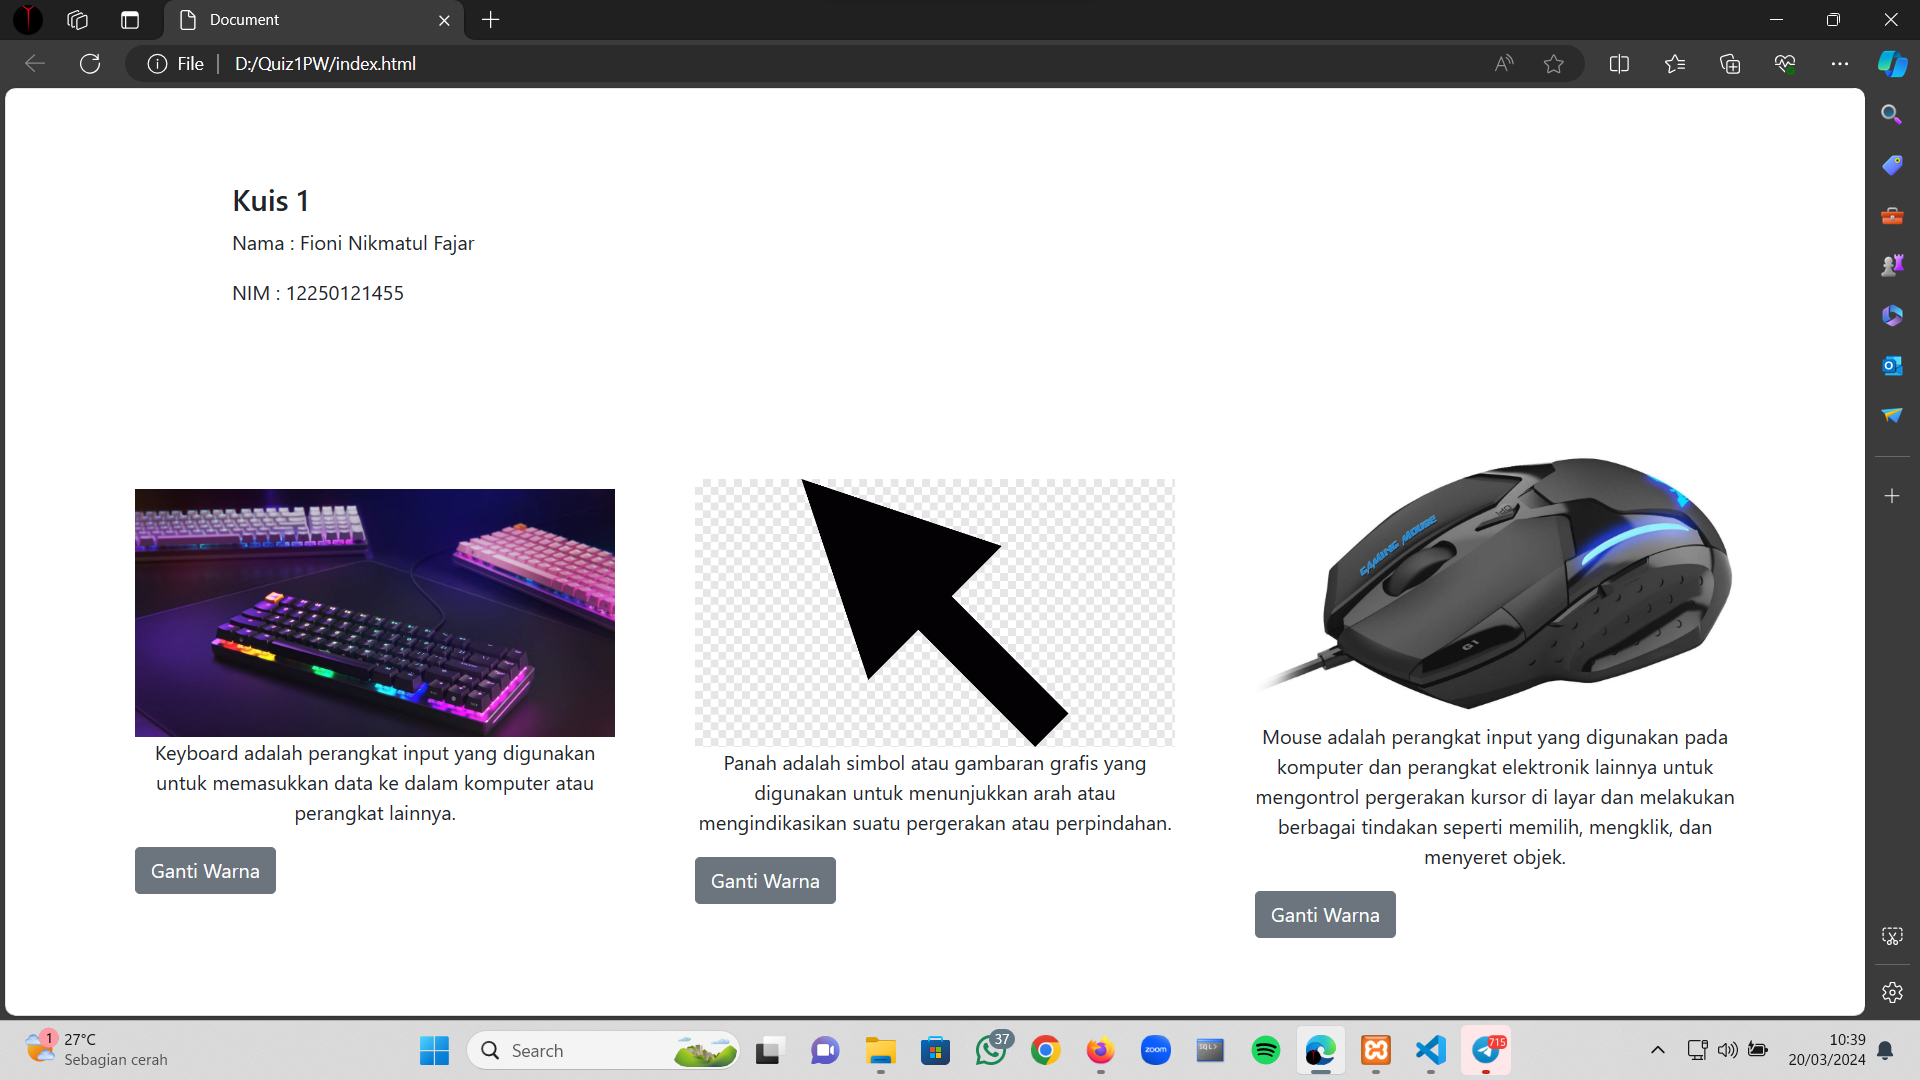 Document
File
D:/Quiz1PW/index.html
Kuis 1
Nama : Fioni Nikmatul Fajar
NIM : 12250121455
Keyboard adalah perangkat input yang digunakan
untuk memasukkan data ke dalam komputer atau
perangkat lainnya.
Ganti Warna
Panah adalah simbol atau gambaran grafis yang
digunakan untuk menunjukkan arah atau
mengindikasikan suatu pergerakan atau perpindahan.
Ganti Warna
GAMING MOUSE
G1
Mouse adalah perangkat input yang digunakan pada
komputer dan perangkat elektronik lainnya untuk
mengontrol pergerakan kursor di layar dan melakukan
berbagai tindakan seperti memilih, mengklik, dan
menyeret objek.
Ganti Warna
1
27°C
Sebagian cerah
Search
37
zoom
SQL>
715
10:39
20/03/2024